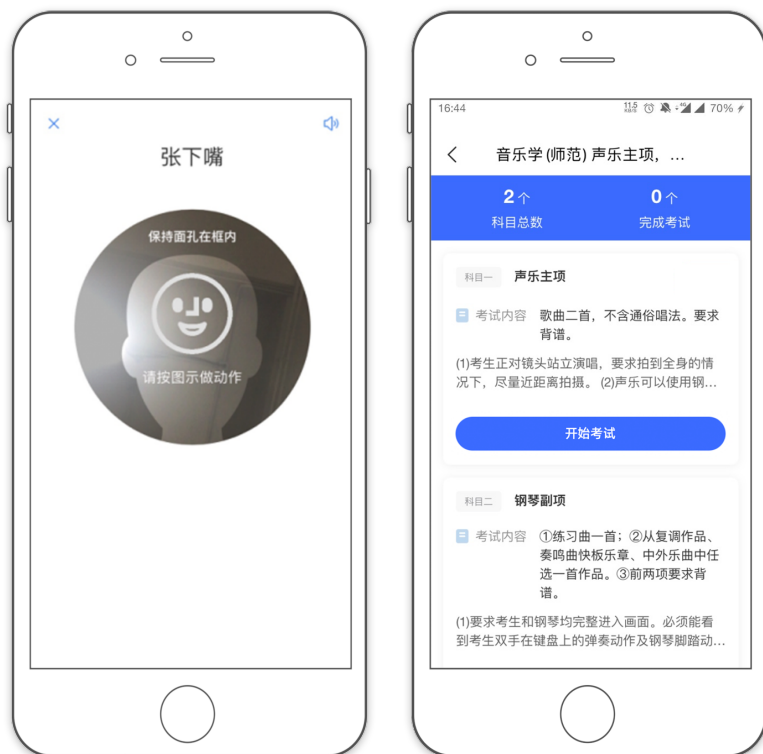 张下嘴
保持面孔在框内
请按图示做动作
16:44
11.5 KB/S 4G 70%
音乐学(师范)声乐主项，...
2个
0个
科目总数
完成考试
科目一 声乐主项
考试内容 歌曲二首，不含通俗唱法。要求
背谱。
(1)考生正对镜头站立演唱，要求拍到全身的情
况下，尽量近距离拍摄。(2)声乐可以使用钢...
开始考试
科目二 钢琴副项
考试内容 ①练习曲一首；②从复调作品、
奏鸣曲快板乐章、中外乐曲中任
选一首作品。③前两项要求背
谱。
(1)要求考生和钢琴均完整进入画面。必须能看
到考生双手在键盘上的弹奏动作及钢琴脚踏动...